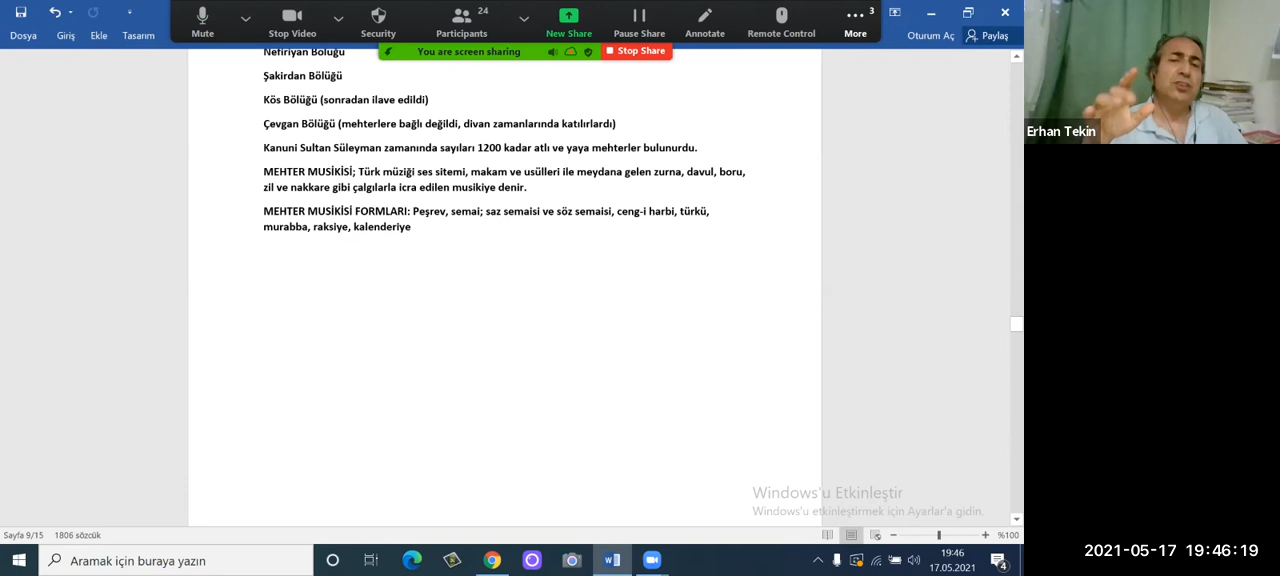 Dosya
Giriş
Ekle
Tasarım
Mute
Stop Video
Security
24
Participants
New Share
Pause Share
Annotate
Remote Control
3
More
Oturum Aç
Paylaş
You are screen sharing
Stop Share
Nefiriyan Bölüğü
Şakirdan Bölüğü
Kös Bölüğü (sonradan ilave edildi)
Çevgan Bölüğü (mehterlere bağlı değildi, divan zamanlarında katılırlardı)
Kanuni Sultan Süleyman zamanında sayıları 1200 kadar atlı ve yaya mehterler bulunurdu.
MEHTER MUSİKİSİ; Türk müziği ses sitemi, makam ve usülleri ile meydana gelen zurna, davul, boru,
zil ve nakkare gibi çalgılarla icra edilen musikiye denir.
MEHTER MUSİKİSİ FORMLARI: Peşrev, semai; saz semaisi ve söz semaisi, ceng-i harbi, türkü,
murabba, raksiye, kalenderiye
Erhan Tekin
Windows'u Etkinleştir
Windows'u etkinleştirmek için Ayarlar'a gidin.
Sayfa 9/15
1806 sözcük
%100
Aramak için buraya yazın
19:46
17.05.2021
4
2021-05-17 19:46:19